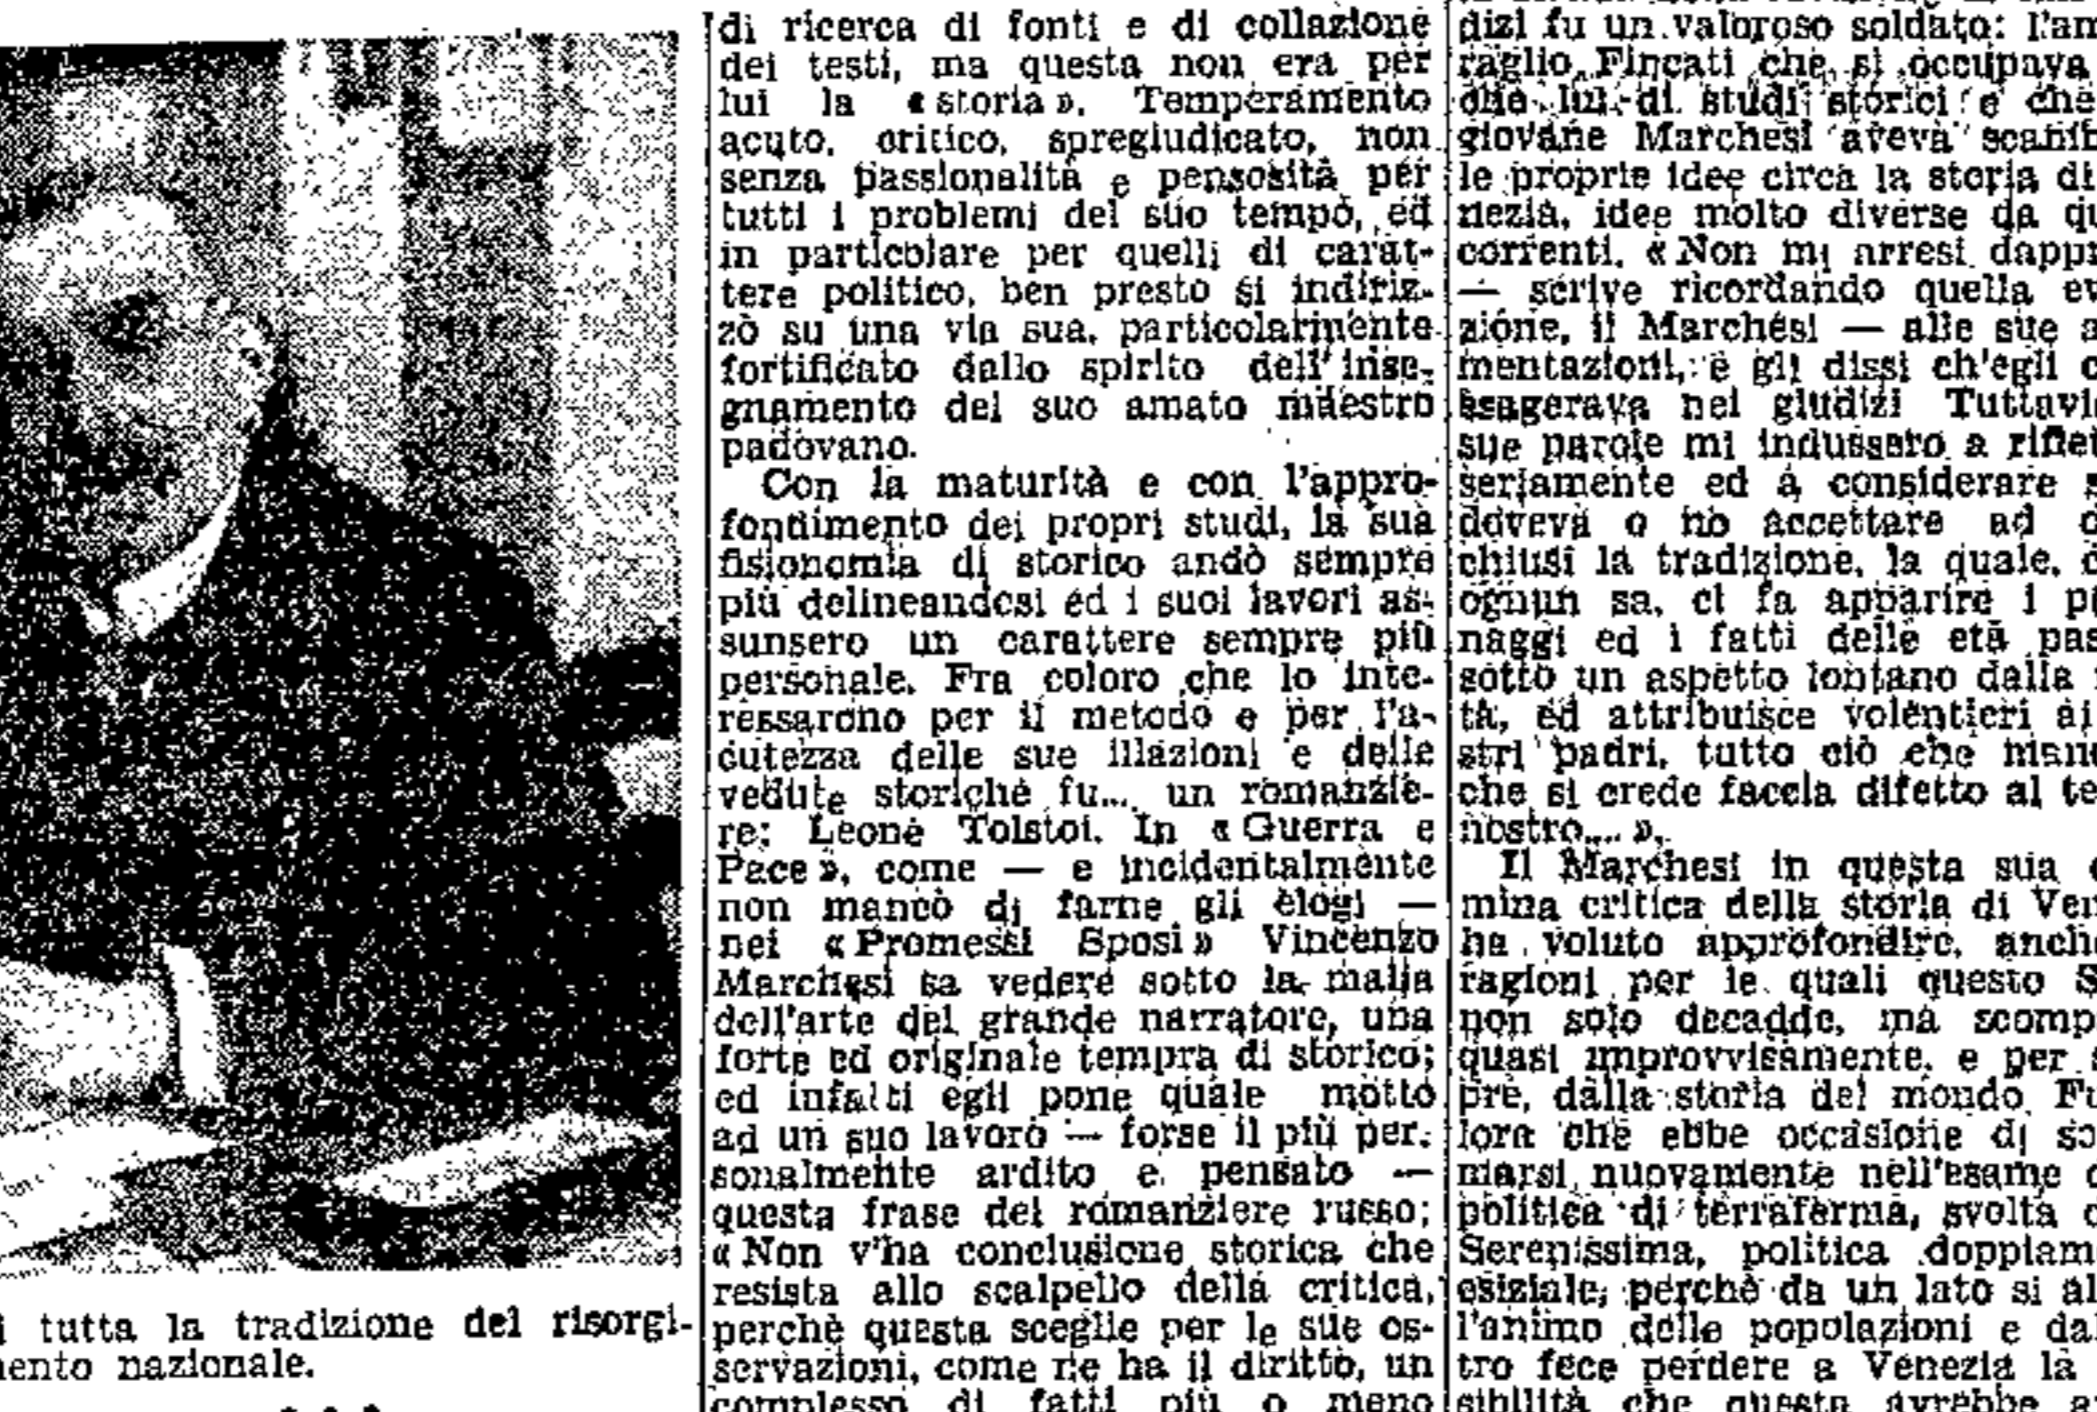 tutta la tradizione del risorgi-
mento nazionale.
di ricerca di fonti e di collazione
dei testi, ma questa non era per
lui la « storia ». Temperamento
acuto, critico, spregiudicato, non
senza passionalità e pensosità per
tutti i problemi del suo tempo, ed
in particolare per quelli di carat-
tere politico, ben presto si indiriz-
zò su una via sua, particolarmente
fortificato dallo spirito dell'inse-
gnamento del suo amato maestro
padovano.
Con la maturità e con l'appro-
fondimento dei propri studi, la sua
fisionomia di storico andò sempre
più delineandosi ed i suoi lavori as-
sunsero un carattere sempre più
personale. Fra coloro che lo inte-
ressarono per il metodo e per l'a-
cutezza delle sue illazioni e delle
vedute storiche fu... un romanzie-
re: Leone Tolstoi. In « Guerra e
Pace », come — e incidentalmente
non mancò di farne gli elogi —
nei « Promessi Sposi » Vincenzo
Marchesi sa vedere sotto la malia
dell'arte del grande narratore, una
forte ed originale tempra di storico;
ed infatti egli pone quale motto
ad un suo lavoro — forse il più per-
sonalmente ardito e pensato —
questa frase del romanziere russo:
« Non v'ha conclusione storica che
resista allo scalpello della critica,
perchè questa sceglie per le sue os-
servazioni, come ne ha il diritto, un
complesso di fatti più o meno
dizi fu un valoroso soldato: l'am
raglio Fincati che si occupava
che lui di studi storici e che
giovane Marchesi aveva
le proprie idee circa la storia di
nezia, idee molto diverse da qu
correnti. « Non mi arresi dapp
— scrive ricordando quella ev
zione, il Marchesi — alle sue a
mentazioni, e gli dissi ch'egli
esagerava nei giudizi Tuttavi
sue parole mi indussero a riflet
seriamente ed a considerare s
doveva o no accettare ad o
chiusi la tradizione, la quale, c
ognun sa, ci fa apparire i p
naggi ed i fatti delle età pas
sotto un aspetto lontano dalla
tà, ed attribuisce volentieri ai
stri padri, tutto ciò che man
che si crede faccia difetto al te
nostro... ».
Il Marchesi in questa sua
mina critica della storia di Ven
ha voluto approfondire, anche
ragioni per le quali questo S
non solo decadde, ma scomp
quasi improvvisamente, e per s
pre, dalla storia del mondo Fu
lora che ebbe occasione di so
marsi nuovamente nell'esame d
politica di terraferma, svolta d
Serenissima, politica doppiam
esiziale, perchè da un lato si al
l'animo delle popolazioni e dal
tro fece perdere a Venezia la
sibilità che questa avrebbe a